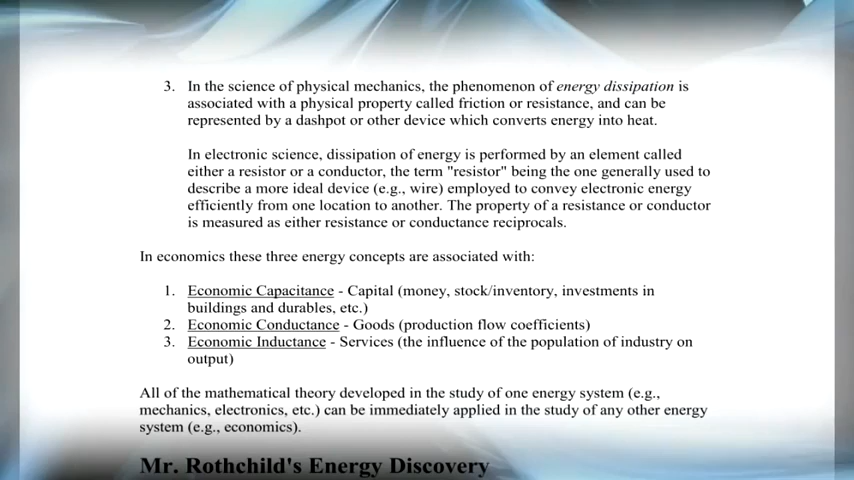 3. In the science of physical mechanics, the phenomenon of energy dissipation is
associated with a physical property called friction or resistance, and can be
represented by a dashpot or other device which converts energy into heat.
In electronic science, dissipation of energy is performed by an element called
either a resistor or a conductor, the term "resistor" being the one generally used to
describe a more ideal device (e.g., wire) employed to convey electronic energy
efficiently from one location to another. The property of a resistance or conductor
is measured as either resistance or conductance reciprocals.
In economics these three energy concepts are associated with:
1. Economic Capacitance - Capital (money, stock/inventory, investments in
buildings and durables, etc.)
2. Economic Conductance - Goods (production flow coefficients)
3. Economic Inductance - Services (the influence of the population of industry on
output)
All of the mathematical theory developed in the study of one energy system (e.g.,
mechanics, electronics, etc.) can be immediately applied in the study of any other energy
system (e.g., economics).
Mr. Rothchild's Energy Discovery